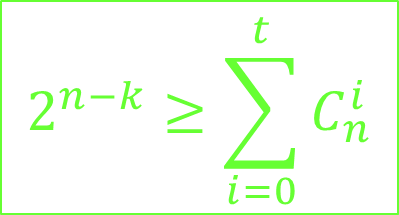 2^{n-k} ≥ \sum_{i=0}^{t} C_n^i